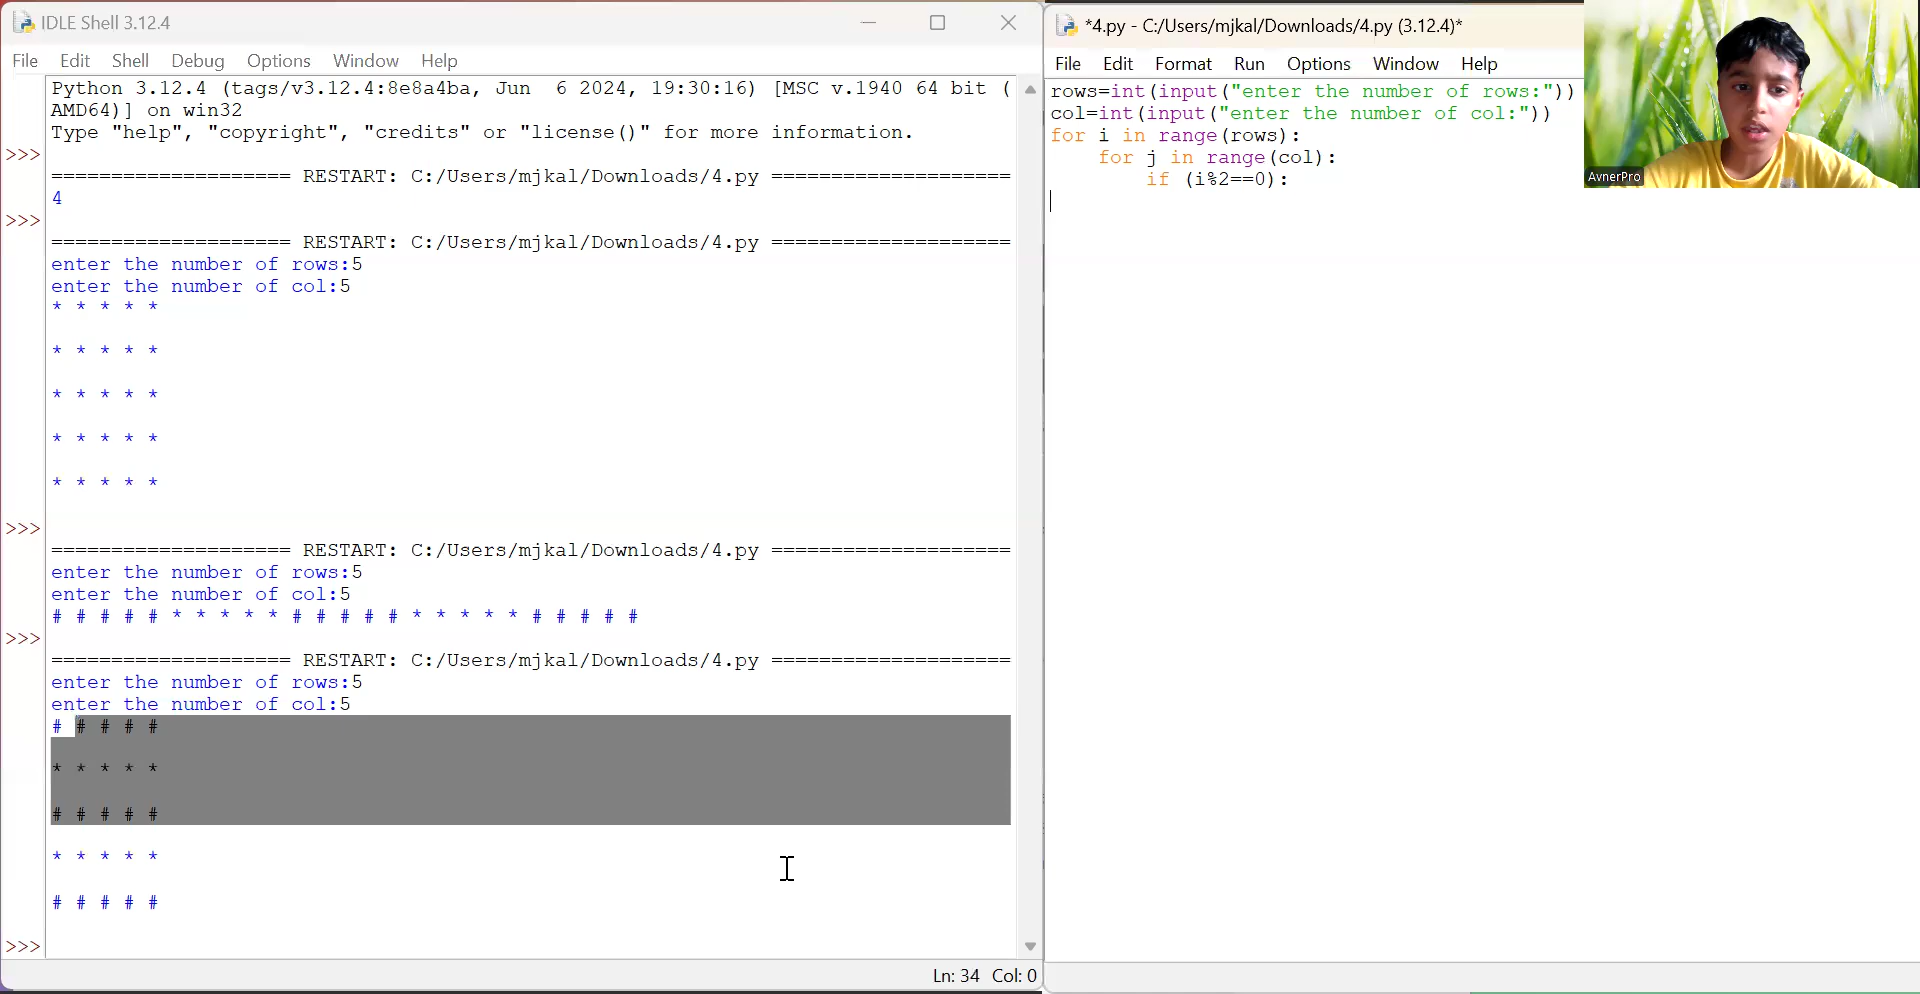 IDLE Shell 3.12.4
File Edit Shell Debug Options Window Help
Python 3.12.4 (tags/v3.12.4:8e8a4ba, Jun  6 2024, 19:30:16) [MSC v.1940 64 bit (
AMD64)] on win32
Type "help", "copyright", "credits" or "license()" for more information.
>>>
==================== RESTART: C:/Users/mjkal/Downloads/4.py ====================
4
>>>
==================== RESTART: C:/Users/mjkal/Downloads/4.py ====================
enter the number of rows:5
enter the number of col:5
* * * * *
* * * * *
* * * * *
* * * * *
* * * * *
>>>
==================== RESTART: C:/Users/mjkal/Downloads/4.py ====================
enter the number of rows:5
enter the number of col:5
# # # # # * * * * * # # # # # * * * * * # # # # #
>>>
==================== RESTART: C:/Users/mjkal/Downloads/4.py ====================
enter the number of rows:5
enter the number of col:5
# # # # #
* * * * *
# # # # #
* * * * *
# # # # #
>>>
Ln: 34 Col: 0
*4.py - C:/Users/mjkal/Downloads/4.py (3.12.4)*
File Edit Format Run Options Window Help
rows=int(input("enter the number of rows:"))
col=int(input("enter the number of col:"))
for i in range(rows):
    for j in range(col):
        if (i%2==0):
AvnerPro